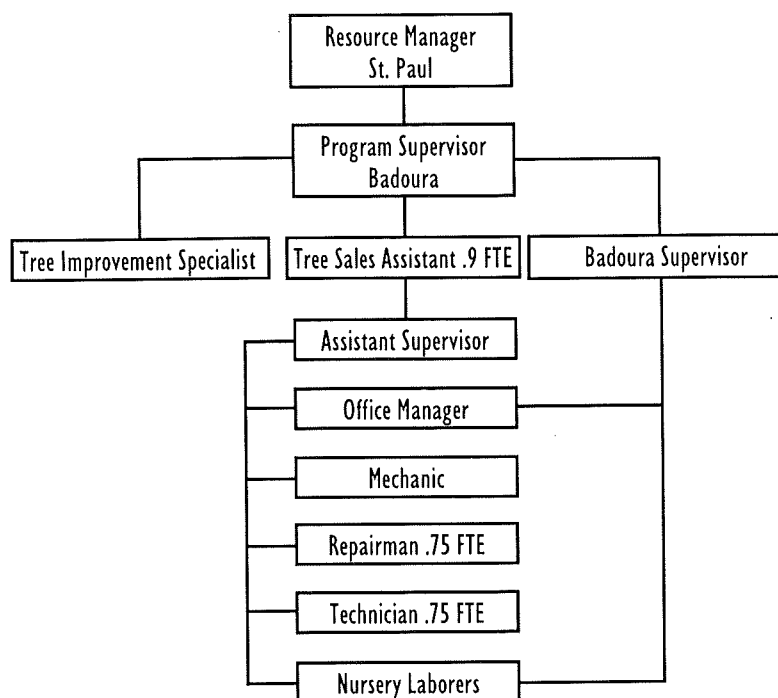 Resource Manager
St. Paul
Program Supervisor
Badoura
Tree Improvement Specialist
Tree Sales Assistant .9 FTE
Badoura Supervisor
Assistant Supervisor
Office Manager
Mechanic
Repairman .75 FTE
Technician .75 FTE
Nursery Laborers